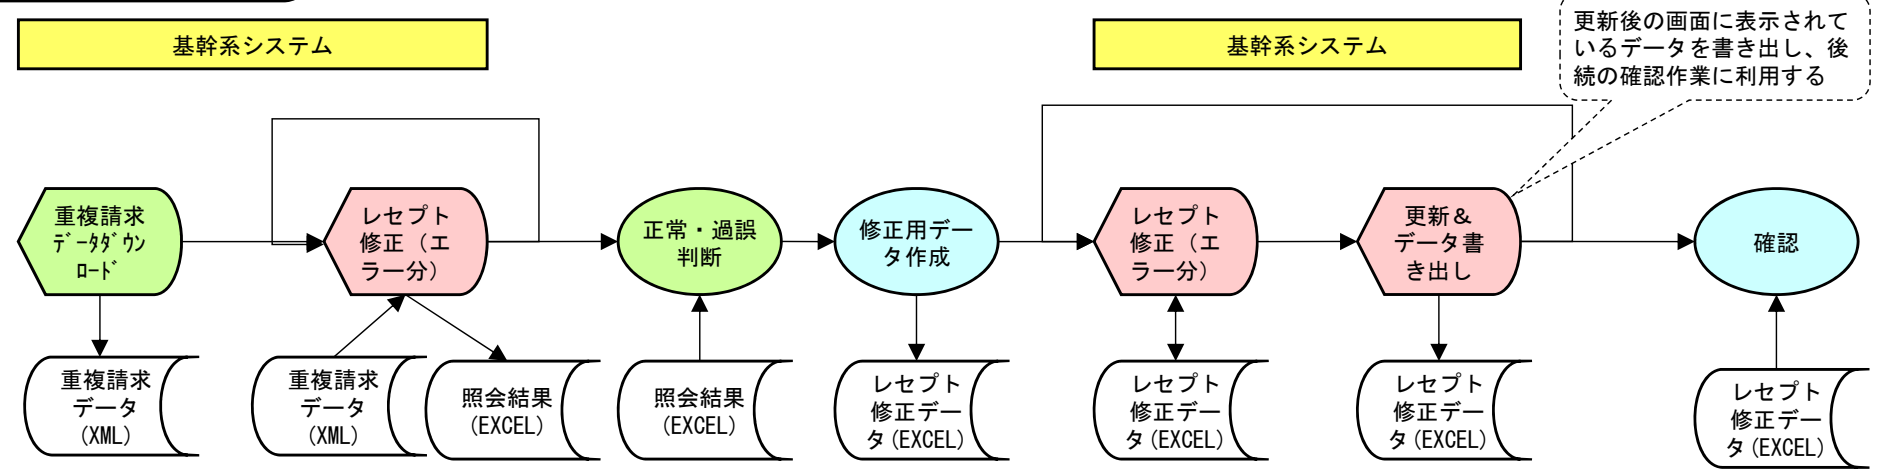 基幹系システム
基幹系システム
更新後の画面に表示されて
いるデータを書き出し、後
続の確認作業に利用する
重複請求
ﾃﾞｰﾀﾀﾞｳﾝ
ﾛｰﾄﾞ
レセプト
修正（エ
ラー分）
正常・過誤
判断
修正用デー
タ作成
レセプト
修正（エ
ラー分）
更新＆
データ書
き出し
確認
重複請求
データ
(XML)
重複請求
データ
(XML)
照会結果
(EXCEL)
照会結果
(EXCEL)
レセプト
修正デー
タ(EXCEL)
レセプト
修正デー
タ(EXCEL)
レセプト
修正デー
タ(EXCEL)
レセプト
修正デー
タ(EXCEL)